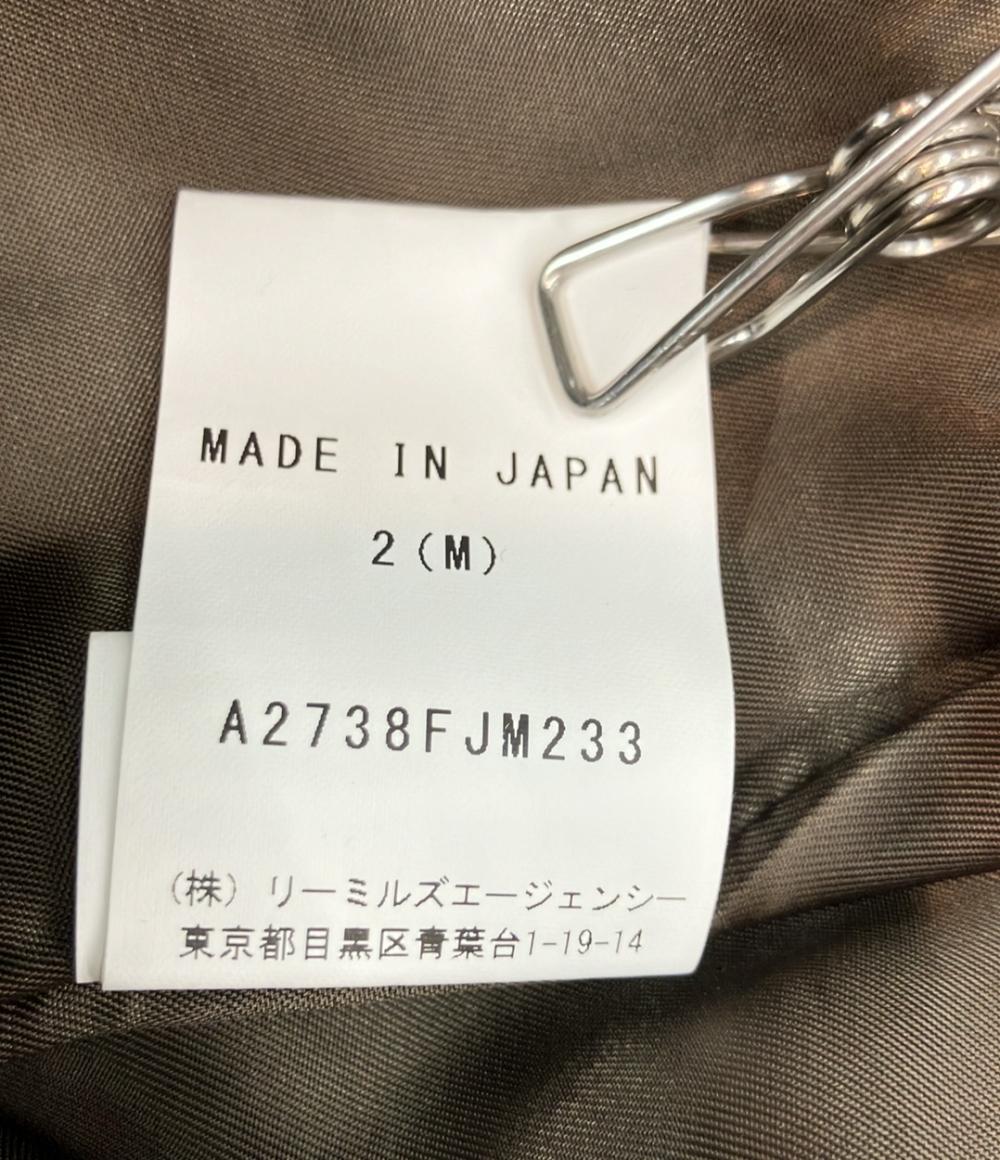 MADE IN JAPAN
2(M)
A2738FJM233
(株) リーミルズエージェンシー
東京都目黒区青葉台1-19-14